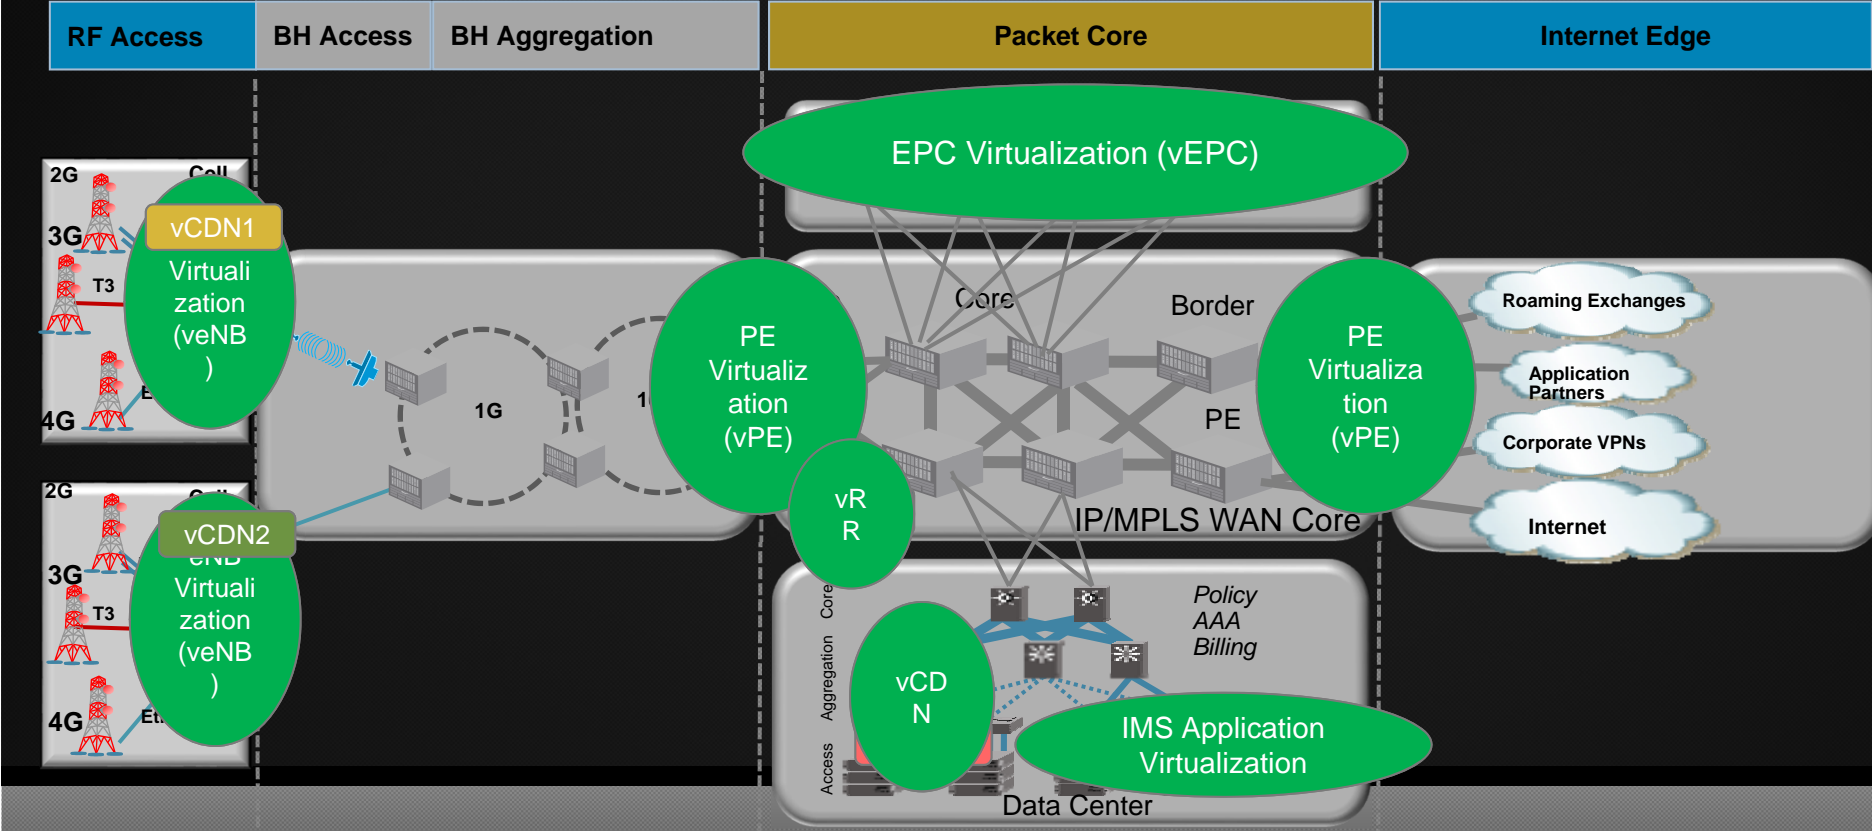 RF Access
BH Access
BH Aggregation
Packet Core
Internet Edge
EPC Virtualization (vEPC)
2G
3G
T3
4G
vCDN1
Virtuali
zation
(veNB
)
1G
PE
Virtualiz
ation
(vPE)
Core
Border
PE
PE
Virtualiza
tion
(vPE)
Roaming Exchanges
Application
Partners
Corporate VPNs
Internet
IP/MPLS WAN Core
vR
R
2G
3G
T3
4G
vCDN2
eNB
Virtuali
zation
(veNB
)
Core
Aggregation
Access
Policy
AAA
Billing
vCD
N
IMS Application
Virtualization
Data Center